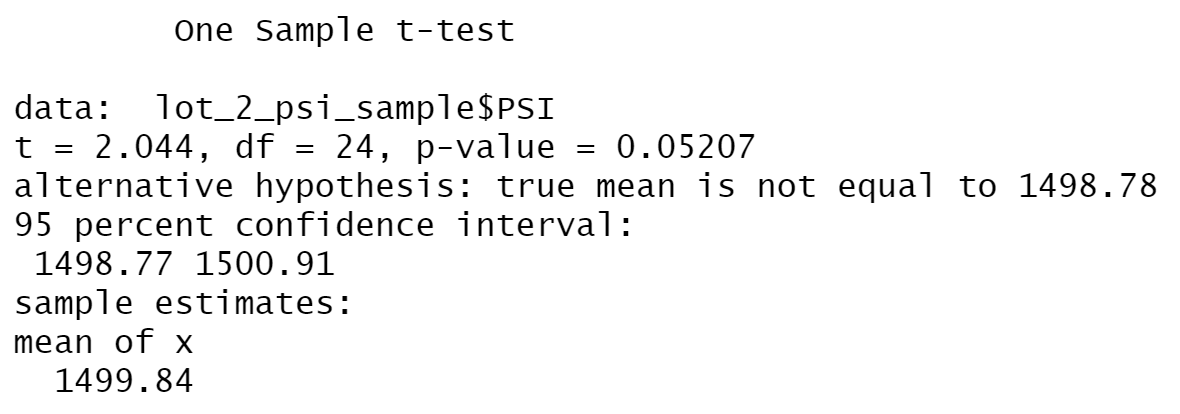 One Sample t-test
data: lot_2_psi_sample$PSI
t = 2.044, df = 24, p-value = 0.05207
alternative hypothesis: true mean is not equal to 1498.78
95 percent confidence interval:
1498.77 1500.91
sample estimates:
mean of x
1499.84